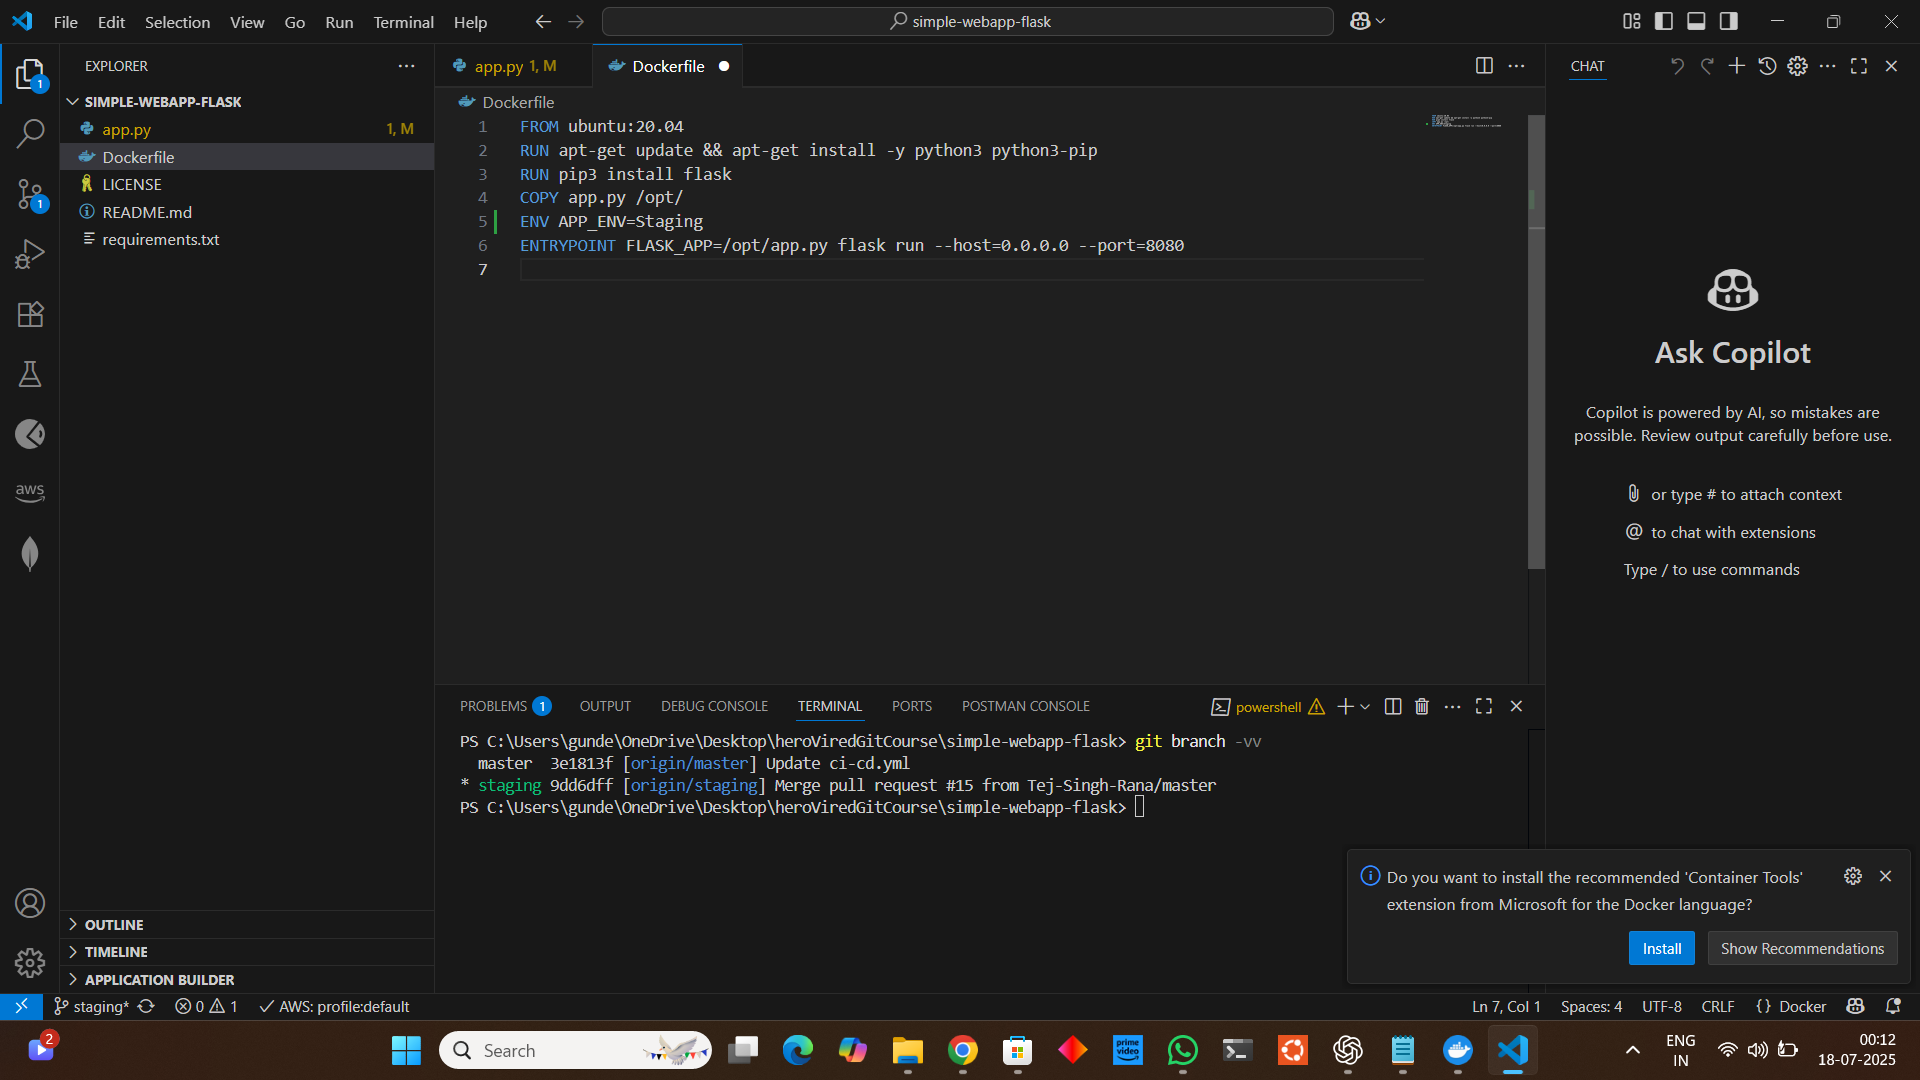 File Edit Selection View Go Run Terminal Help
simple-webapp-flask
1
EXPLORER
SIMPLE-WEBAPP-FLASK
app.py 1, M
Dockerfile
LICENSE
README.md
requirements.txt
1
aws
OUTLINE
TIMELINE
APPLICATION BUILDER
app.py 1, M
Dockerfile
Dockerfile
1 FROM ubuntu:20.04
2 RUN apt-get update && apt-get install -y python3 python3-pip
3 RUN pip3 install flask
4 COPY app.py /opt/
5 ENV APP_ENV=Staging
6 ENTRYPOINT FLASK_APP=/opt/app.py flask run --host=0.0.0.0 --port=8080
7
CHAT
Ask Copilot
Copilot is powered by AI, so mistakes are
possible. Review output carefully before use.
or type # to attach context
@ to chat with extensions
Type / to use commands
PROBLEMS 1 OUTPUT DEBUG CONSOLE TERMINAL PORTS POSTMAN CONSOLE
powershell
PS C:\Users\gunde\OneDrive\Desktop\heroViredGitCourse\simple-webapp-flask> git branch -vv
master 3e1813f [origin/master] Update ci-cd.yml
* staging 9dd6dff [origin/staging] Merge pull request #15 from Tej-Singh-Rana/master
PS C:\Users\gunde\OneDrive\Desktop\heroViredGitCourse\simple-webapp-flask>
Do you want to install the recommended 'Container Tools'
extension from Microsoft for the Docker language?
Install
Show Recommendations
staging* 0 1 AWS: profile:default
Ln 7, Col 1 Spaces: 4 UTF-8 CRLF {} Docker
2
Search
prime
video
ENG
IN
00:12
18-07-2025